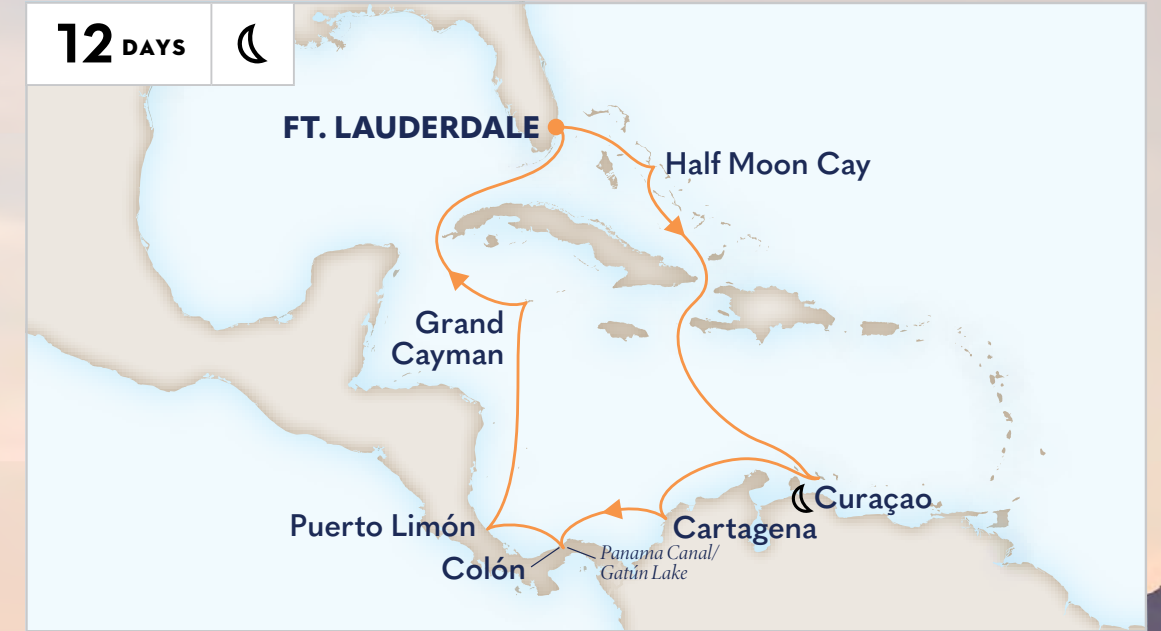 12 DAYS
FT. LAUDERDALE
Half Moon Cay
Grand
Cayman
Curaçao
Cartagena
Puerto Limón
Colón
Panama Canal/
Gatún Lake